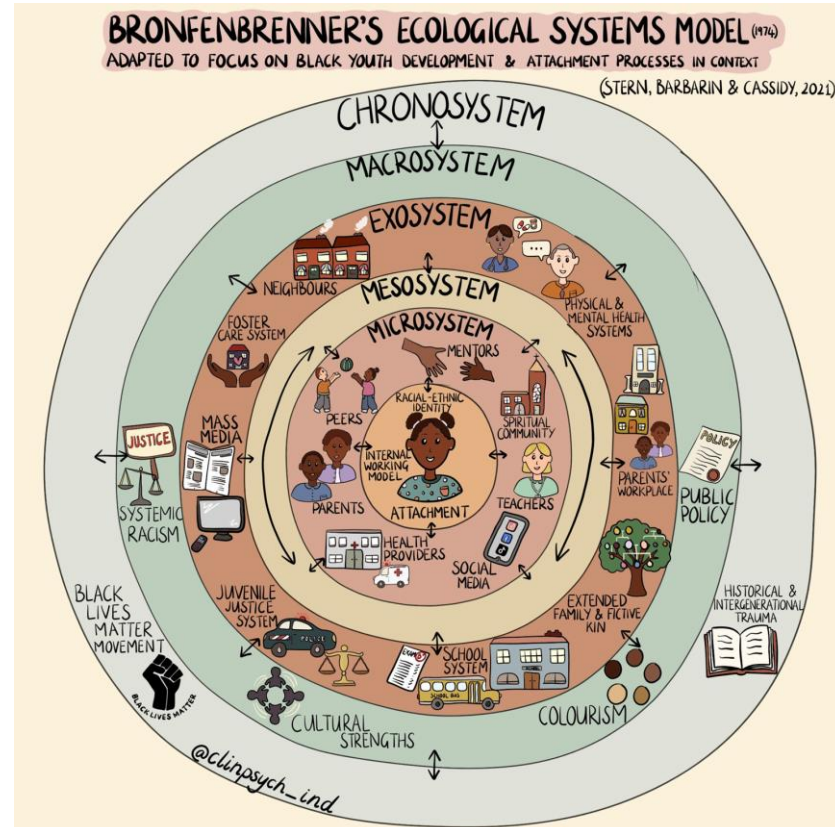 BRONFENBRENNER'S ECOLOGICAL SYSTEMS MODEL (1974)
ADAPTED TO FOCUS ON BLACK YOUTH DEVELOPMENT & ATTACHMENT PROCESSES IN CONTEXT
(STERN, BARBARIN & CASSIDY, 2021)
CHRONOSYSTEM
MACROSYSTEM
EXOSYSTEM
NEIGHBOURS
PHYSICAL &
MENTAL HEALTH
SYSTEMS
MESOSYSTEM
MICROSYSTEM
FOSTER
CARE SYSTEM
MENTORS
PEERS
RACIAL-ETHNIC
IDENTITY
SPIRITUAL
COMMUNITY
MASS
MEDIA
JUSTICE
SYSTEMIC
RACISM
INTERNAL
WORKING
MODEL
PARENTS
ATTACHMENT
TEACHERS
PARENTS'
WORKPLACE
POLICY
PUBLIC
POLICY
HEALTH
PROVIDERS
SOCIAL
MEDIA
BLACK
LIVES
MATTER
MOVEMENT
BLACK LIVES MATTER
JUVENILE
JUSTICE
SYSTEM
POLICE
EXTENDED
FAMILY & FICTIVE
KIN
HISTORICAL &
INTERGENERATIONAL
TRAUMA
SCHOOL
SYSTEM
SCHOOL BUS
CULTURAL
STRENGTHS
COLOURISM
@clinpsych_ind